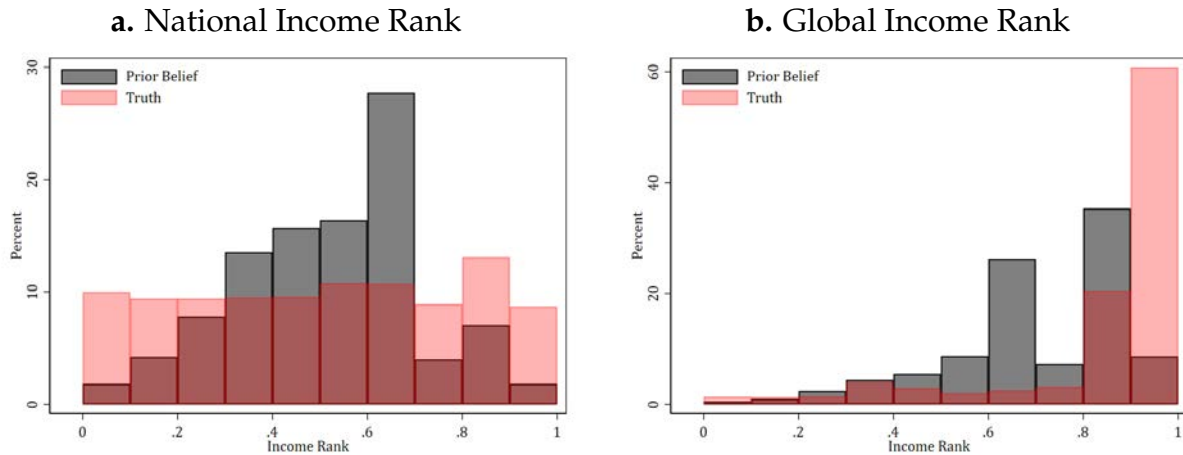 a. National Income Rank
Prior Belief
Truth
Percent
30
20
10
0
0 .2 .4 .6 .8 1
Income Rank
b. Global Income Rank
Prior Belief
Truth
Percent
60
40
20
0
0 .2 .4 .6 .8 1
Income Rank